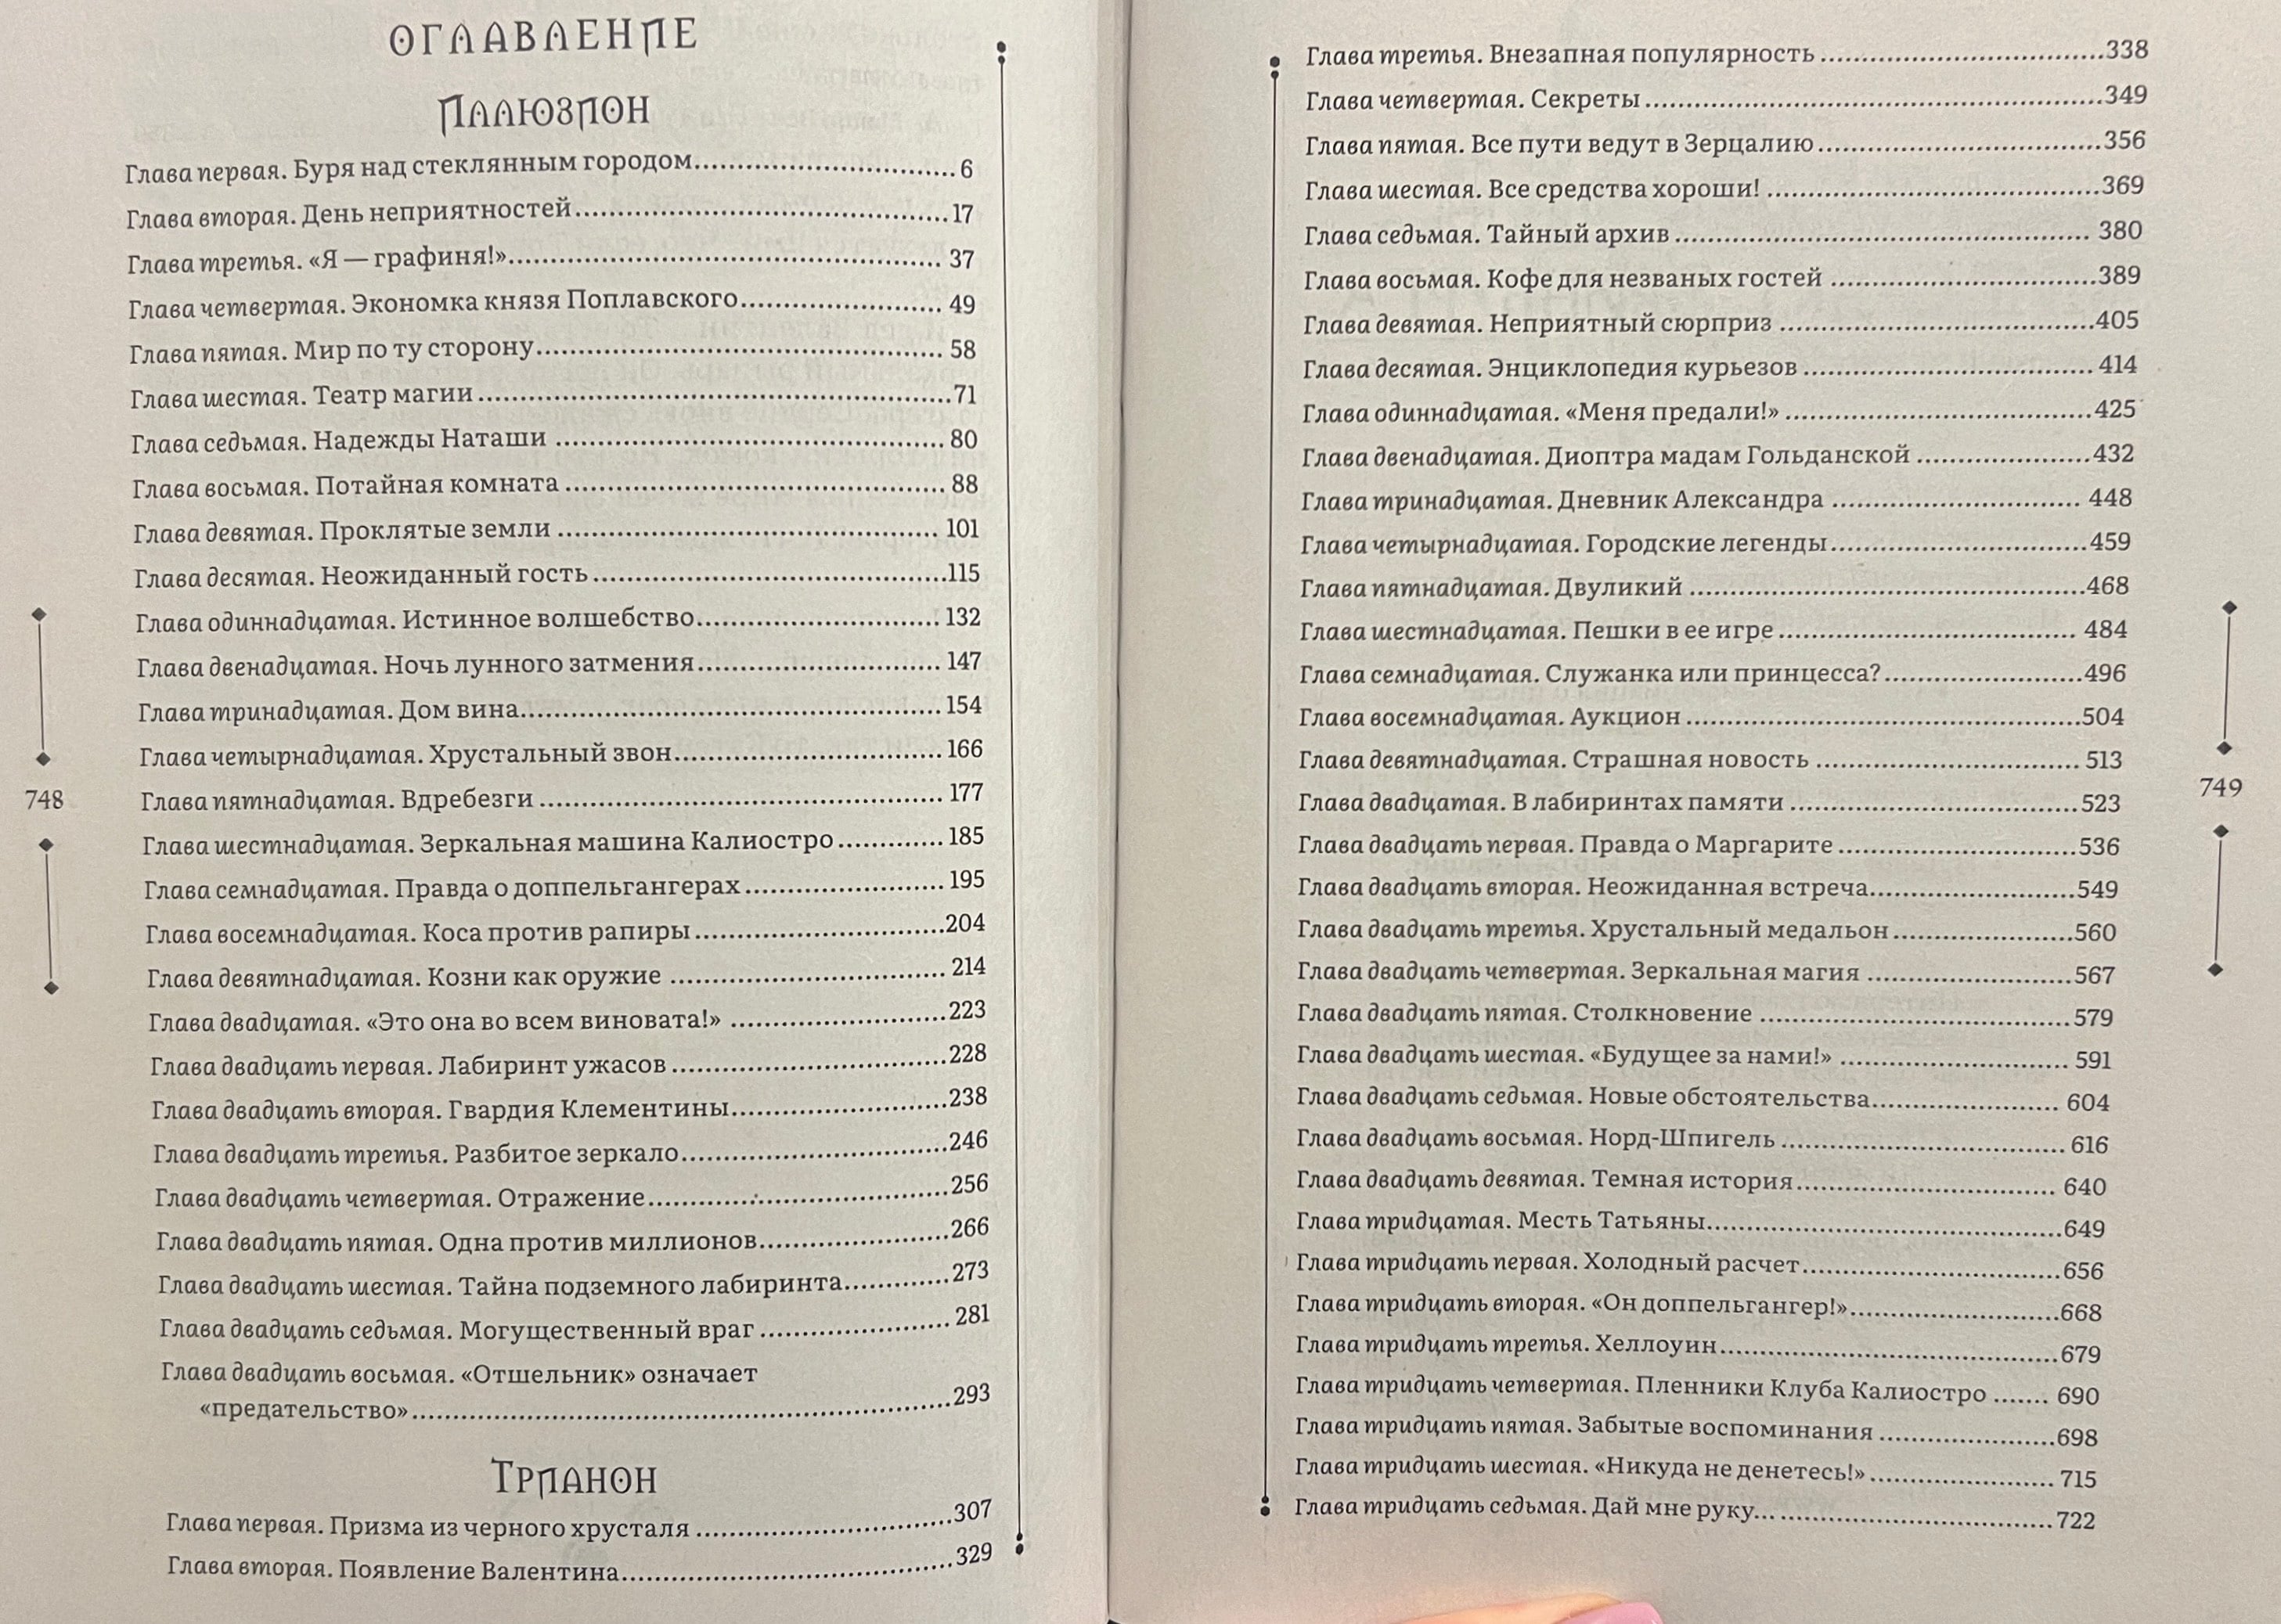 ОГЛАВЛЕНИЕ
ИЛЛЮЗИОН
Глава первая. Буря над стеклянным городом..............................6
Глава вторая. День неприятностей..............................17
Глава третья. «Я — графиня!»..............................37
Глава четвертая. Экономка князя Поплавского..............................49
Глава пятая. Мир по ту сторону..............................58
Глава шестая. Театр магии..............................71
Глава седьмая. Надежды Наташи..............................80
Глава восьмая. Потайная комната..............................88
Глава девятая. Проклятые земли..............................101
Глава десятая. Неожиданный гость..............................115
Глава одиннадцатая. Истинное волшебство..............................132
Глава двенадцатая. Ночь лунного затмения..............................147
Глава тринадцатая. Дом вина..............................154
Глава четырнадцатая. Хрустальный звон..............................166
Глава пятнадцатая. Вдребезги..............................177
748
Глава шестнадцатая. Зеркальная машина Калиостро............185
Глава семнадцатая. Правда о доппельгангерах..............................195
Глава восемнадцатая. Коса против рапиры..............................204
Глава девятнадцатая. Козни как оружие..............................214
Глава двадцатая. «Это она во всем виновата!»..............................223
Глава двадцать первая. Лабиринт ужасов..............................228
Глава двадцать вторая. Гвардия Клементины..............................238
Глава двадцать третья. Разбитое зеркало..............................246
Глава двадцать четвертая. Отражение..............................256
Глава двадцать пятая. Одна против миллионов..............................266
Глава двадцать шестая. Тайна подземного лабиринта............273
Глава двадцать седьмая. Могущественный враг..............................281
Глава двадцать восьмая. «Отшельник» означает
«предательство»..............................293
ТРИАНОН
Глава первая. Призма из черного хрусталя..............................307
Глава вторая. Появление Валентина..............................329
Глава третья. Внезапная популярность..............................338
Глава четвертая. Секреты..............................349
Глава пятая. Все пути ведут в Зерцалию..............................356
Глава шестая. Все средства хороши!..............................369
Глава седьмая. Тайный архив..............................380
Глава восьмая. Кофе для незваных гостей..............................389
Глава девятая. Неприятный сюрприз..............................405
Глава десятая. Энциклопедия курьезов..............................414
Глава одиннадцатая. «Меня предали!»..............................425
Глава двенадцатая. Диоптра мадам Гольданской..............................432
Глава тринадцатая. Дневник Александра..............................448
Глава четырнадцатая. Городские легенды..............................459
Глава пятнадцатая. Двуликий..............................468
Глава шестнадцатая. Пешки в ее игре..............................484
Глава семнадцатая. Служанка или принцесса?..............................496
Глава восемнадцатая. Аукцион..............................504
Глава девятнадцатая. Страшная новость..............................513
749
Глава двадцатая. В лабиринтах памяти..............................523
Глава двадцать первая. Правда о Маргарите..............................536
Глава двадцать вторая. Неожиданная встреча..............................549
Глава двадцать третья. Хрустальный медальон..............................560
Глава двадцать четвертая. Зеркальная магия..............................567
Глава двадцать пятая. Столкновение..............................579
Глава двадцать шестая. «Будущее за нами!»..............................591
Глава двадцать седьмая. Новые обстоятельства..............................604
Глава двадцать восьмая. Норд-Шпигель..............................616
Глава двадцать девятая. Темная история..............................640
Глава тридцатая. Месть Татьяны..............................649
Глава тридцать первая. Холодный расчет..............................656
Глава тридцать вторая. «Он доппельгангер!»..............................668
Глава тридцать третья. Хеллоуин..............................679
Глава тридцать четвертая. Пленники Клуба Калиостро.......690
Глава тридцать пятая. Забытые воспоминания..............................698
Глава тридцать шестая. «Никуда не денетесь!»..............................715
Глава тридцать седьмая. Дай мне руку..............................722